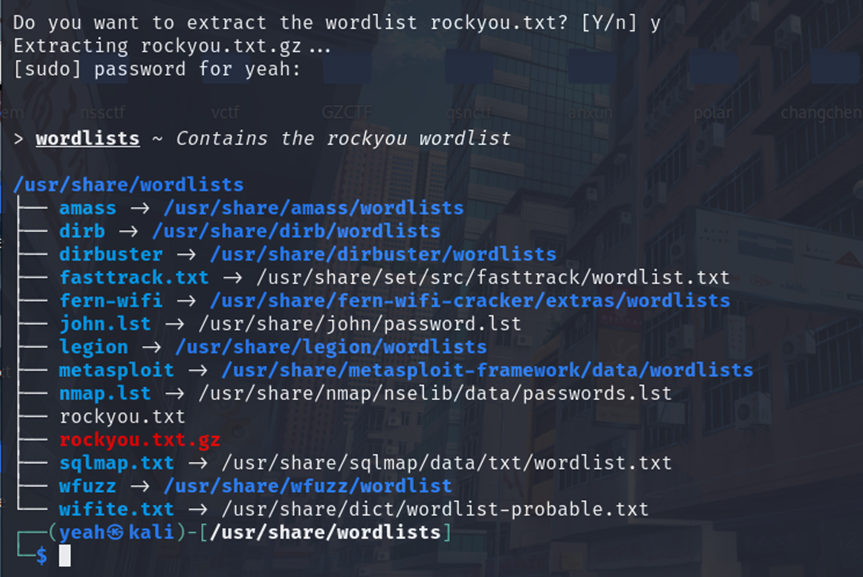 Do you want to extract the wordlist rockyou.txt? [Y/n] y
Extracting rockyou.txt.gz ...
[sudo] password for yeah:
em nssctf vctf GZCTF qsnctf anxun polar changchen
> wordlists ~ Contains the rockyou wordlist
/usr/share/wordlists
├── amass → /usr/share/amass/wordlists
├── dirb → /usr/share/dirb/wordlists
├── dirbuster → /usr/share/dirbuster/wordlists
├── fasttrack.txt → /usr/share/set/src/fasttrack/wordlist.txt
├── fern-wifi → /usr/share/fern-wifi-cracker/extras/wordlists
├── john.lst → /usr/share/john/password.lst
├── legion → /usr/share/legion/wordlists
├── metasploit → /usr/share/metasploit-framework/data/wordlists
├── nmap.lst → /usr/share/nmap/nselib/data/passwords.lst
├── rockyou.txt
├── rockyou.txt.gz
├── sqlmap.txt → /usr/share/sqlmap/data/txt/wordlist.txt
├── wfuzz → /usr/share/wfuzz/wordlist
└── wifite.txt → /usr/share/dict/wordlist-probable.txt
┌──(yeah㉿kali)-[/usr/share/wordlists]
└─$